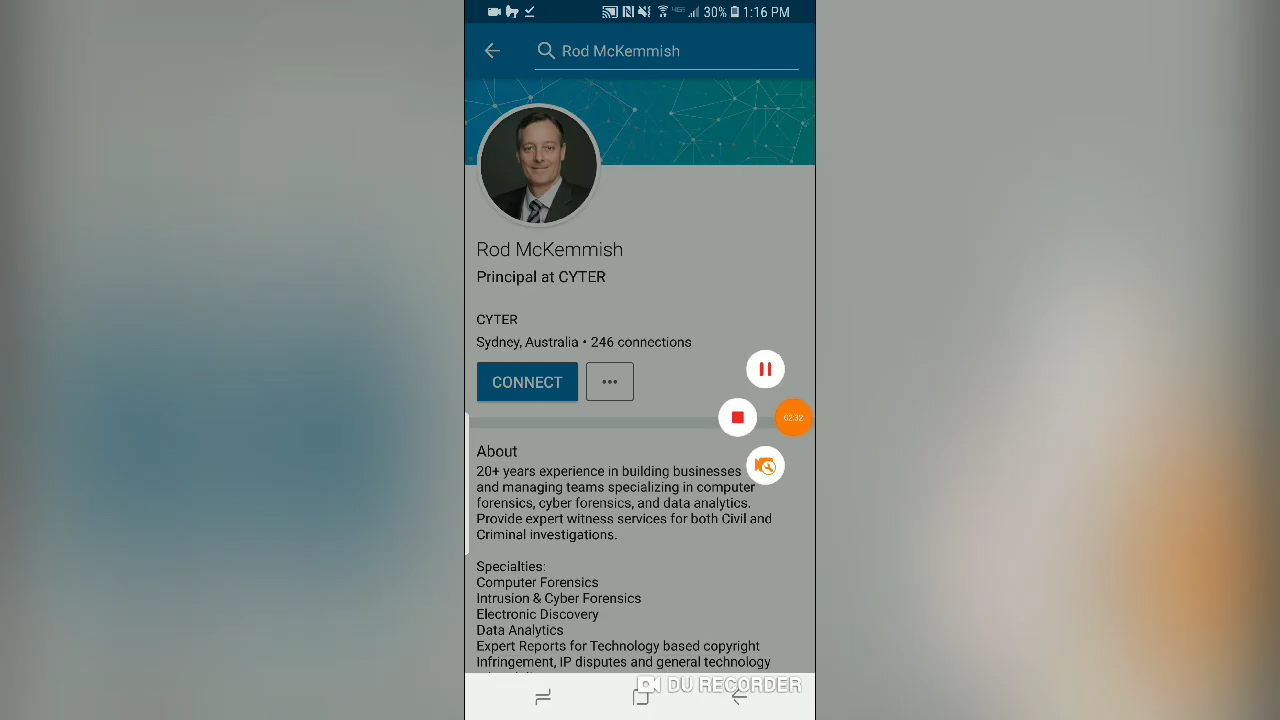 30% 1:16 PM
Rod McKemmish
Rod McKemmish
Principal at CYTER
CYTER
Sydney, Australia • 246 connections
CONNECT
02:32
About
20+ years experience in building businesses
and managing teams specializing in computer
forensics, cyber forensics, and data analytics.
Provide expert witness services for both Civil and
Criminal investigations.
Specialties:
Computer Forensics
Intrusion & Cyber Forensics
Electronic Discovery
Data Analytics
Expert Reports for Technology based copyright
Infringement, IP disputes and general technology
DU RECORDER